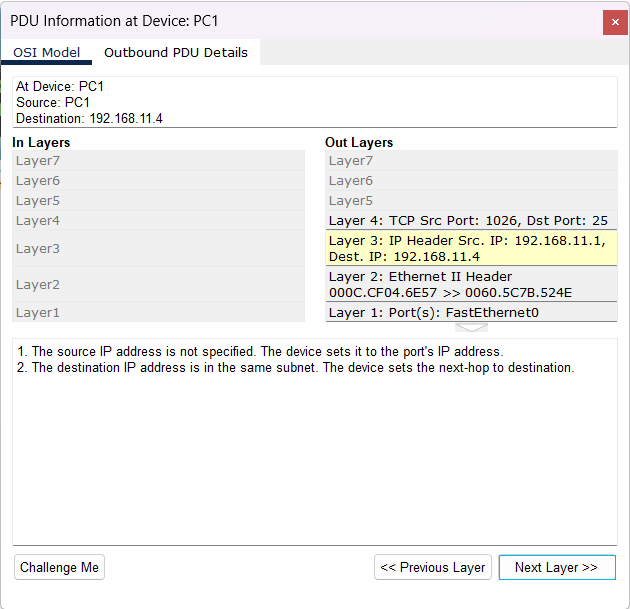 PDU Information at Device: PC1
×
OSI Model
Outbound PDU Details
At Device: PC1
Source: PC1
Destination: 192.168.11.4
In Layers
Layer7
Layer6
Layer5
Layer4
Layer3
Layer2
Layer1
Out Layers
Layer7
Layer6
Layer5
Layer 4: TCP Src Port: 1026, Dst Port: 25
Layer 3: IP Header Src. IP: 192.168.11.1,
Dest. IP: 192.168.11.4
Layer 2: Ethernet II Header
000C.CF04.6E57 >> 0060.5C7B.524E
Layer 1: Port(s): FastEthernet0
1. The source IP address is not specified. The device sets it to the port's IP address.
2. The destination IP address is in the same subnet. The device sets the next-hop to destination.
Challenge Me
<< Previous Layer
Next Layer >>